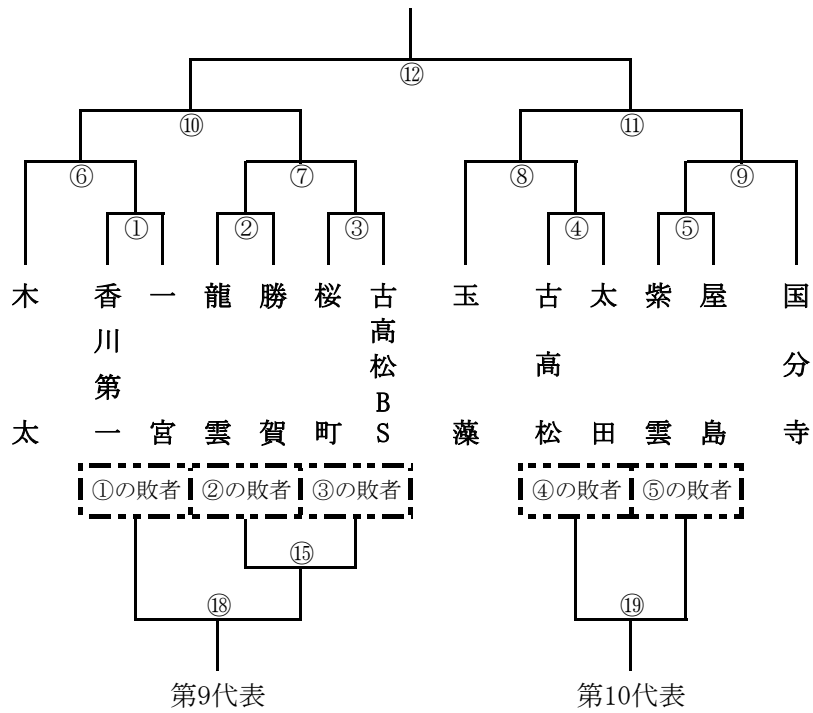 ⑫
⑩ ⑪
⑥ ⑦ ⑧ ⑨
① ② ③ ④ ⑤
木太
香川第一
一宮
龍雲
勝賀
桜町
古高松BS
玉藻
古高松
太田
紫雲
屋島
国分寺
①の敗者 ②の敗者 ③の敗者 ④の敗者 ⑤の敗者
⑮
⑱ ⑲
第9代表 第10代表